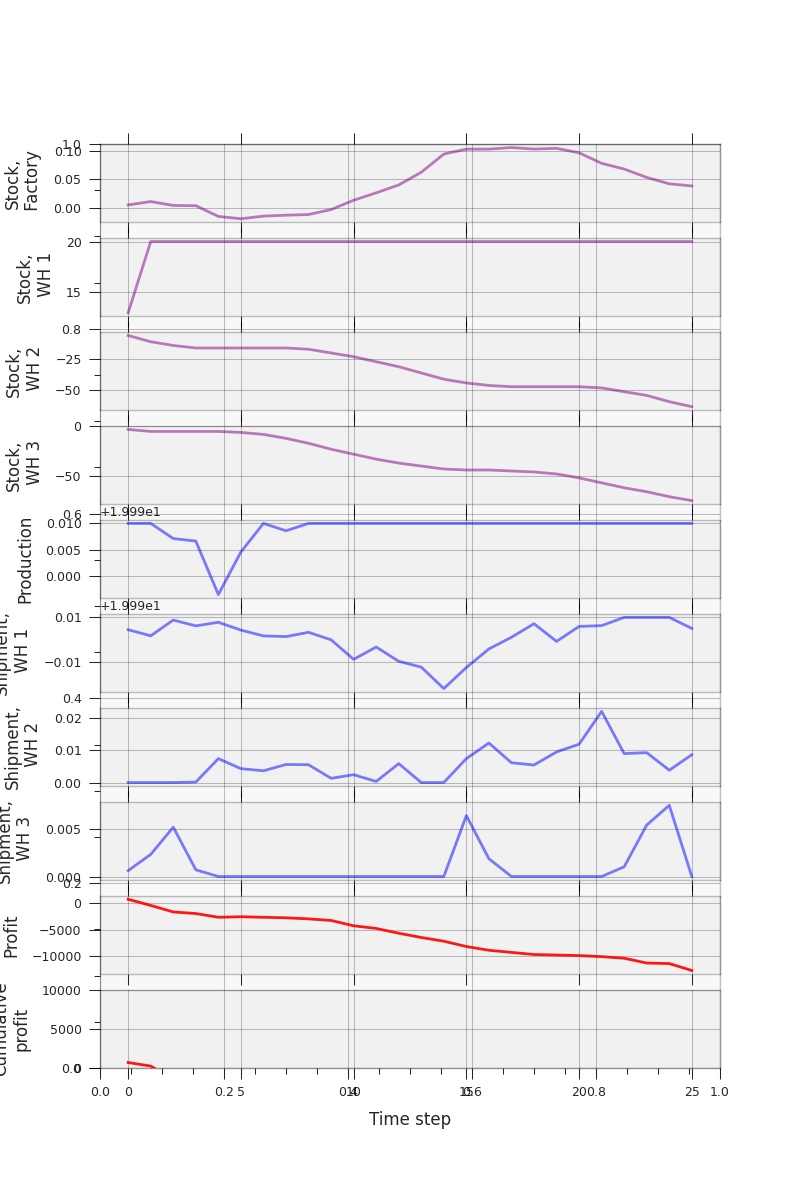 1.0
0.10
0.05
0.00
Stock,
Factory
20
15
Stock,
WH 1
0.8
−25
−50
Stock,
WH 2
0
−50
Stock,
WH 3
0.6
+1.999e1
0.010
0.005
0.000
Production
+1.999e1
0.01
−0.01
Shipment,
WH 1
0.4
0.02
0.01
0.00
Shipment,
WH 2
0.005
0.000
Shipment,
WH 3
0.2
0
−5000
−10000
Profit
10000
5000
0
0.0
Cumulative
profit
0.0 0 0.2 5 0.4 10 15 0.6 20 0.8 25 1.0
Time step